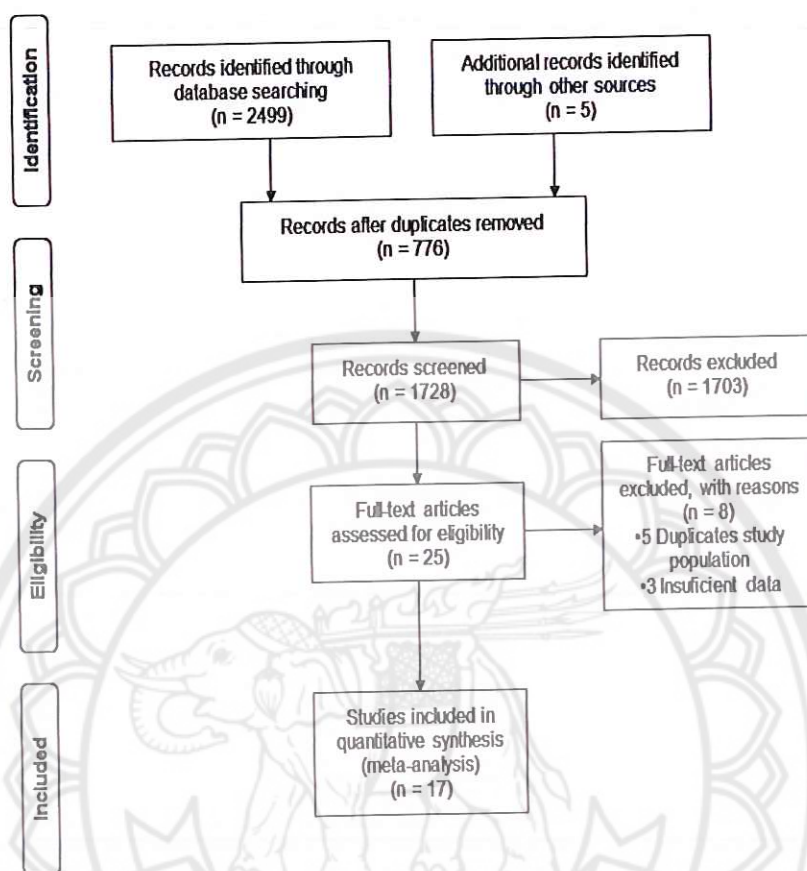 Identification
Records identified through
database searching
(n = 2499)
Additional records identified
through other sources
(n = 5)
Records after duplicates removed
(n = 776)
Screening
Records screened
(n = 1728)
Records excluded
(n = 1703)
Eligibility
Full-text articles
assessed for eligibility
(n = 25)
Full-text articles
excluded, with reasons
(n = 8)
•5 Duplicates study
population
•3 Insuficient data
Included
Studies included in
quantitative synthesis
(meta-analysis)
(n = 17)